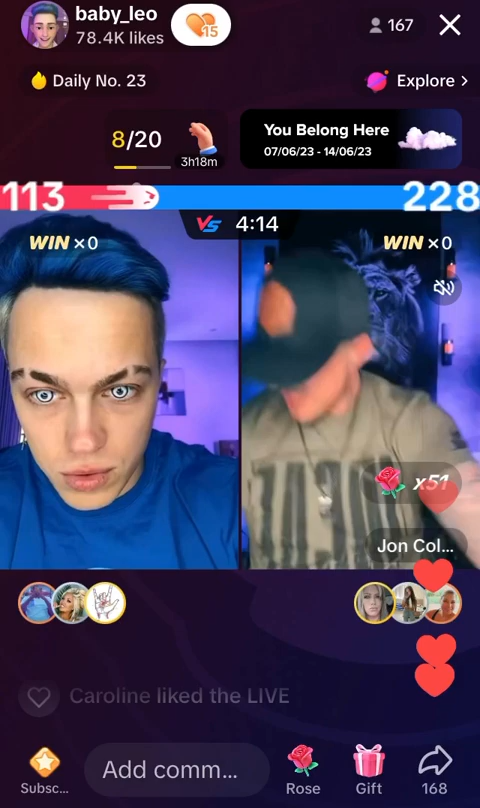 baby_leo
78.4K likes
15
167
Daily No. 23
Explore >
8/20
3h18m
You Belong Here
07/06/23 - 14/06/23
113
228
VS 4:14
WIN ×0
WIN ×0
x51
Jon Col...
Caroline liked the LIVE
Subsc...
Add comm...
Rose
Gift
168